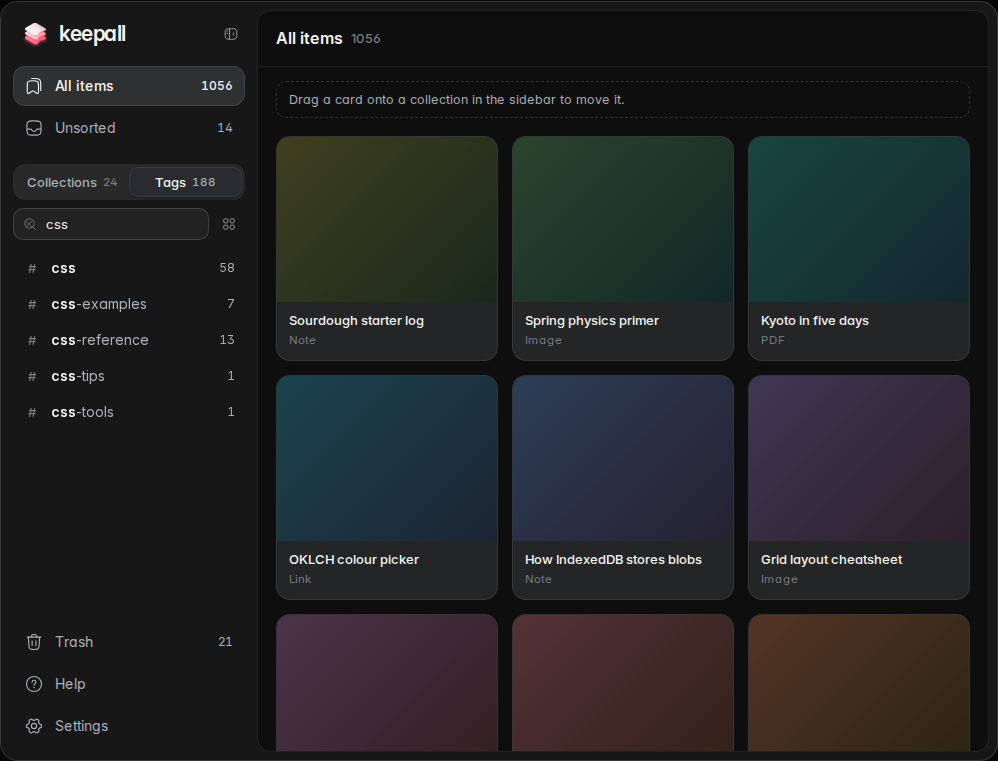 keepall
All items 1056
Unsorted 14
Collections 24 Tags 188
css
# css 58
# css-examples 7
# css-reference 13
# css-tips 1
# css-tools 1
Trash 21
Help
Settings
All items 1056
Drag a card onto a collection in the sidebar to move it.
Sourdough starter log
Note
Spring physics primer
Image
Kyoto in five days
PDF
OKLCH colour picker
Link
How IndexedDB stores blobs
Note
Grid layout cheatsheet
Image